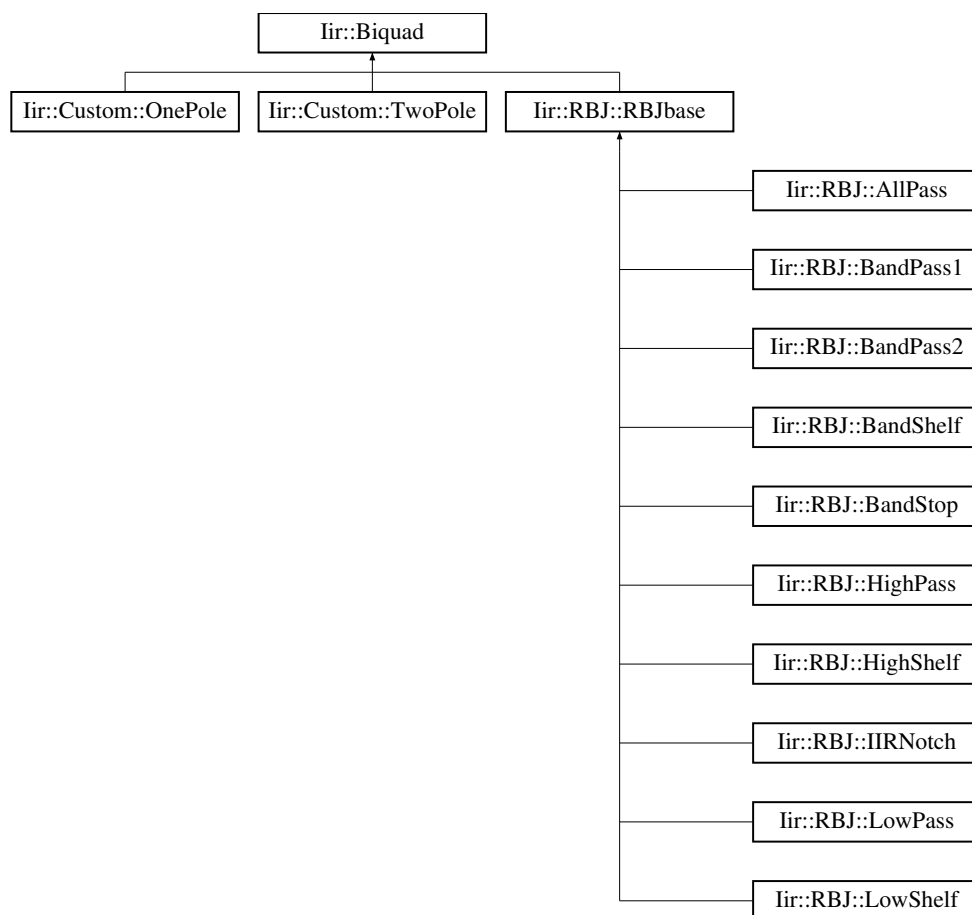 Iir::Biquad
Iir::Custom::OnePole
Iir::Custom::TwoPole
Iir::RBJ::RBJbase
Iir::RBJ::AllPass
Iir::RBJ::BandPass1
Iir::RBJ::BandPass2
Iir::RBJ::BandShelf
Iir::RBJ::BandStop
Iir::RBJ::HighPass
Iir::RBJ::HighShelf
Iir::RBJ::IIRNotch
Iir::RBJ::LowPass
Iir::RBJ::LowShelf